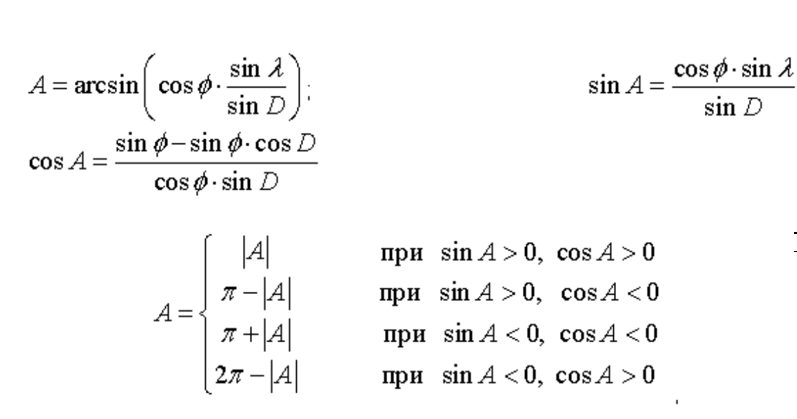 A = arcsin(cos ϕ · sin λ / sin D); sin A = cos ϕ · sin λ / sin D
cos A = (sin ϕ − sin ϕ · cos D) / (cos ϕ · sin D)
A = { |A| при sin A > 0, cos A > 0
π − |A| при sin A > 0, cos A < 0
π + |A| при sin A < 0, cos A < 0
2π − |A| при sin A < 0, cos A > 0